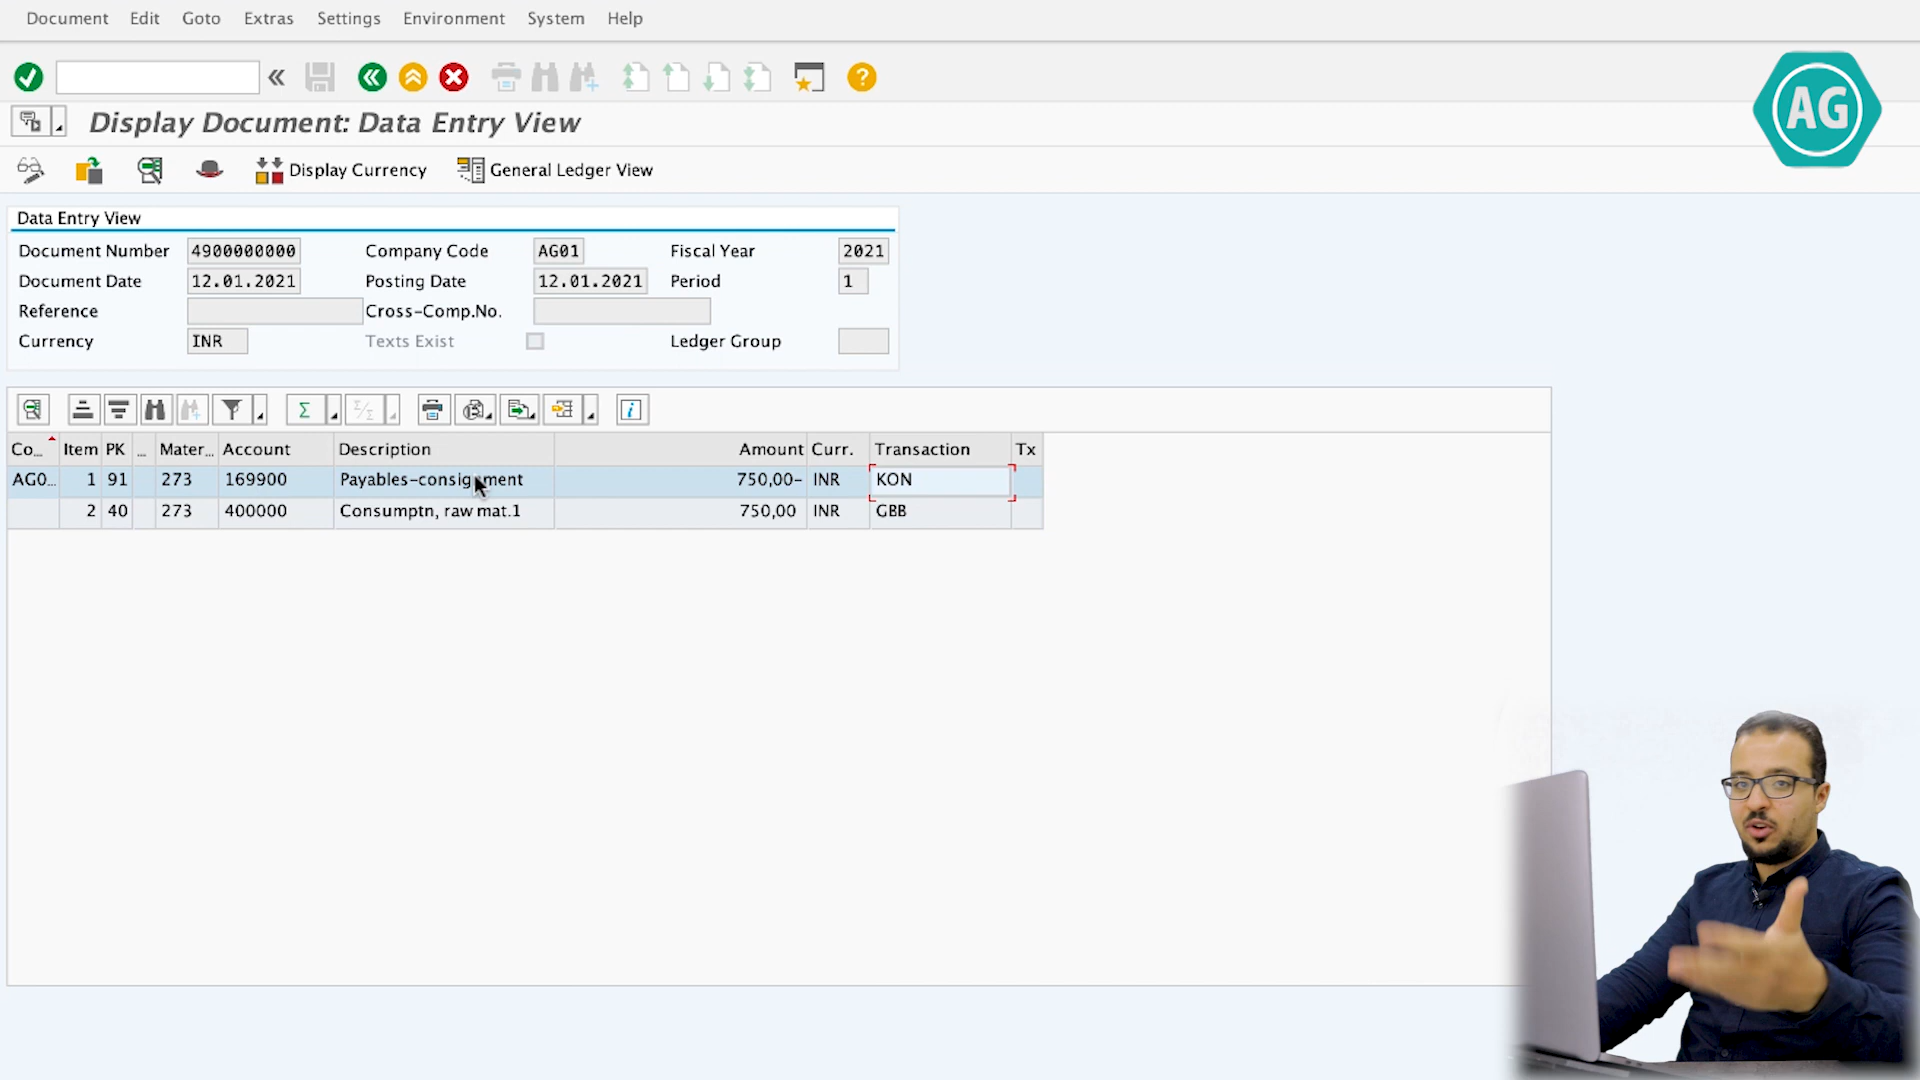 Document Edit Goto Extras Settings Environment System Help
AG
Display Document: Data Entry View
Display Currency General Ledger View
Data Entry View
Document Number 4900000000 Company Code AG01 Fiscal Year 2021
Document Date 12.01.2021 Posting Date 12.01.2021 Period 1
Reference Cross-Comp.No.
Currency INR Texts Exist Ledger Group
Co... Item PK ... Mater... Account Description Amount Curr. Transaction Tx
AG0... 1 91 273 169900 Payables-consignment 750,00- INR KON
2 40 273 400000 Consumptn, raw mat.1 750,00 INR GBB